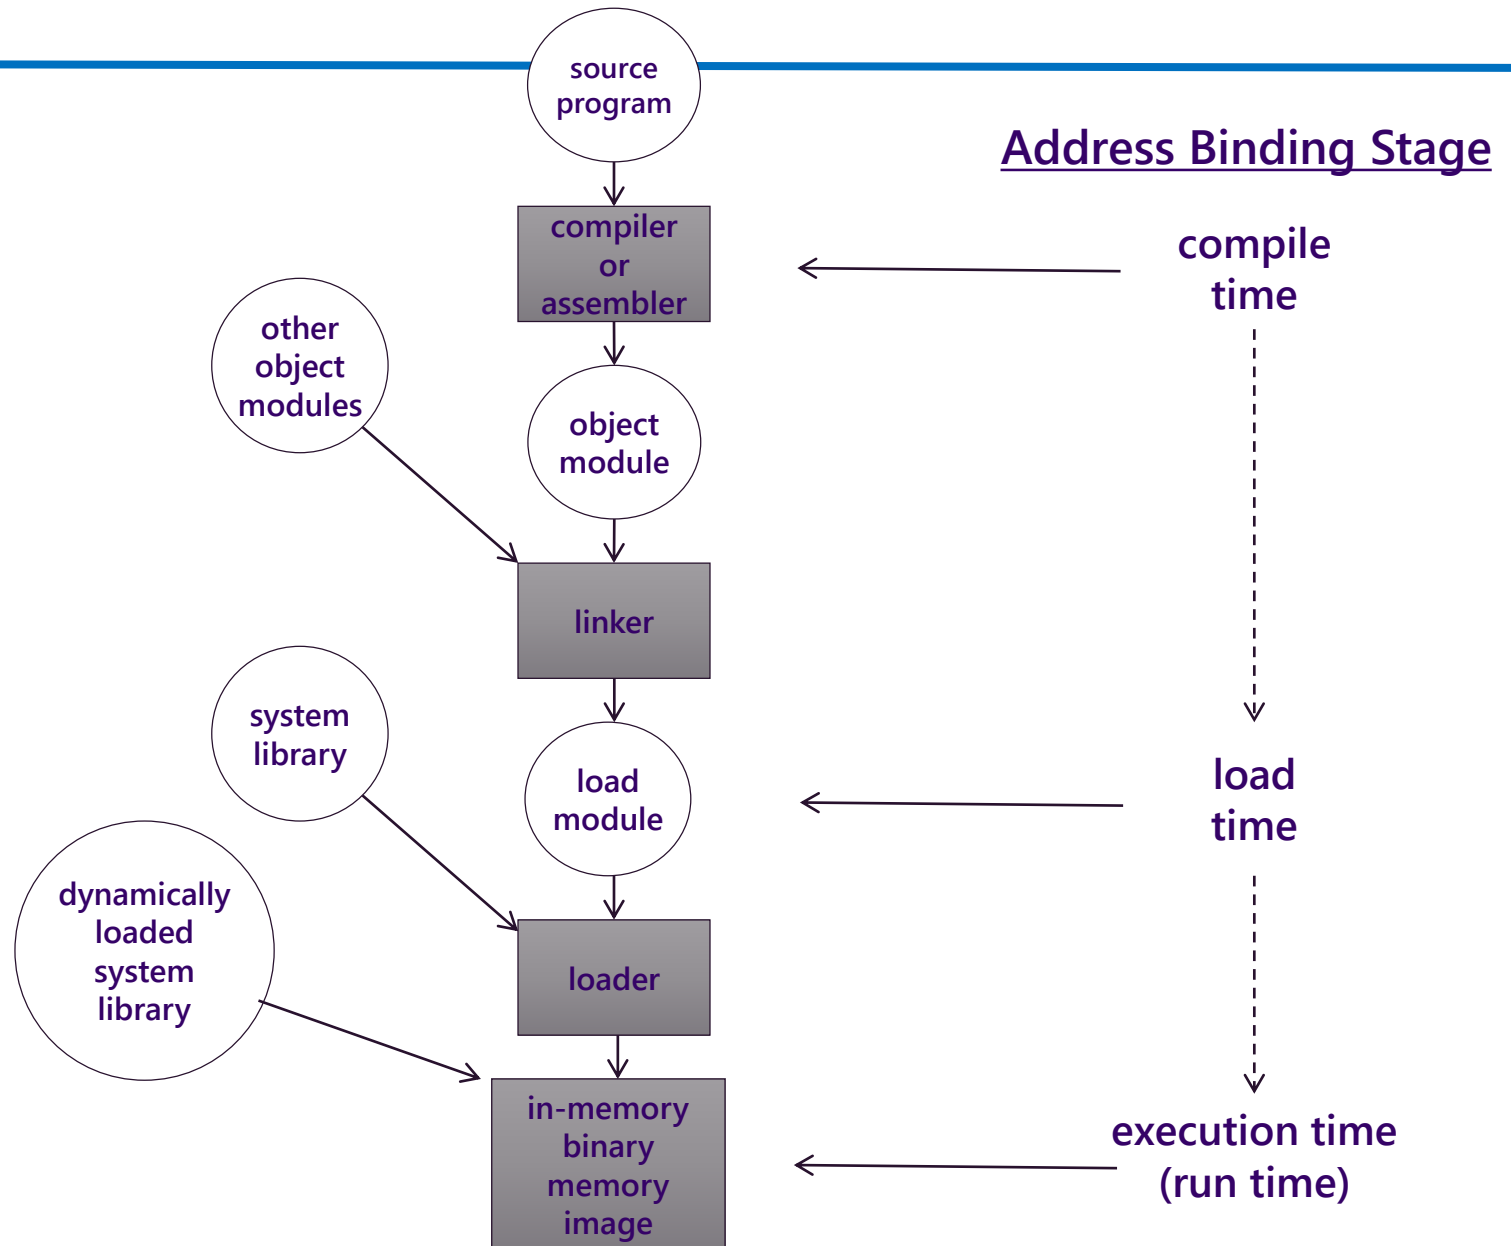 source
program
Address Binding Stage
compiler
or
assembler
compile
time
other
object
modules
object
module
linker
system
library
load
module
load
time
dynamically
loaded
system
library
loader
in-memory
binary
memory
image
execution time
(run time)